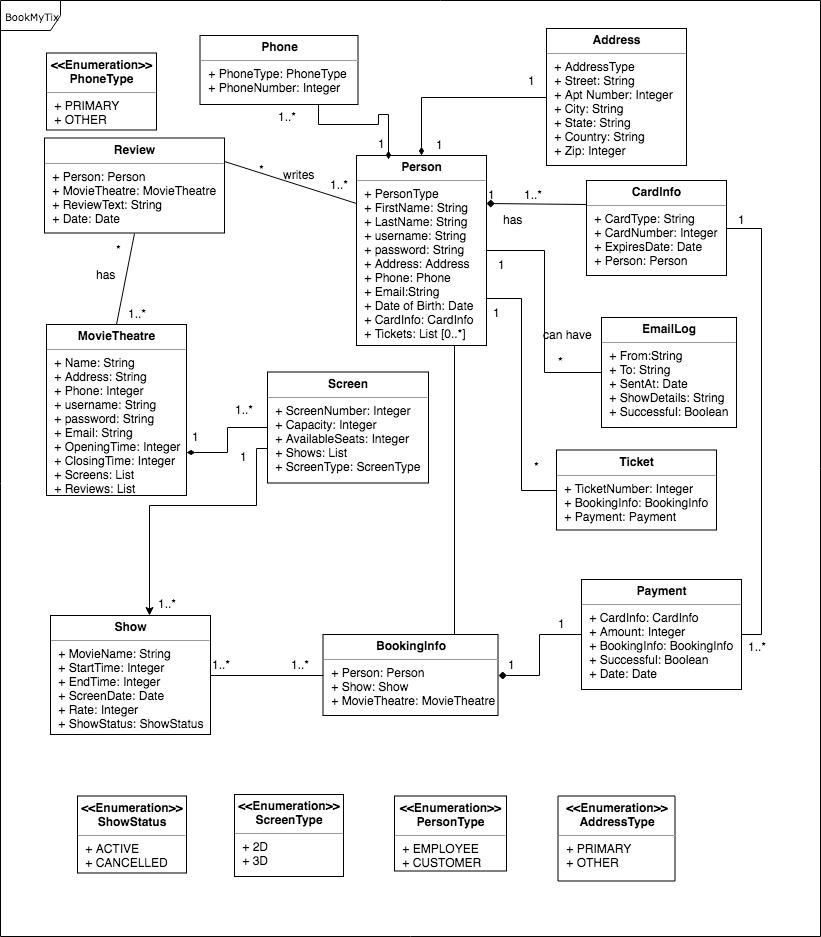 BookMyTix
<<Enumeration>>
PhoneType
+ PRIMARY
+ OTHER
Phone
+ PhoneType: PhoneType
+ PhoneNumber: Integer
1..*
1
Address
+ AddressType
+ Street: String
+ Apt Number: Integer
+ City: String
+ State: String
+ Country: String
+ Zip: Integer
1
1
Review
+ Person: Person
+ MovieTheatre: MovieTheatre
+ ReviewText: String
+ Date: Date
*
writes
1..*
Person
+ PersonType
+ FirstName: String
+ LastName: String
+ username: String
+ password: String
+ Address: Address
+ Phone: Phone
+ Email:String
+ Date of Birth: Date
+ CardInfo: CardInfo
+ Tickets: List [0..*]
1
1..*
has
CardInfo
+ CardType: String
+ CardNumber: Integer
+ ExpiresDate: Date
+ Person: Person
1
*
has
1..*
1
can have
*
1
EmailLog
+ From:String
+ To: String
+ SentAt: Date
+ ShowDetails: String
+ Successful: Boolean
MovieTheatre
+ Name: String
+ Address: String
+ Phone: Integer
+ username: String
+ password: String
+ Email: String
+ OpeningTime: Integer
+ ClosingTime: Integer
+ Screens: List
+ Reviews: List
1
1..*
1
Screen
+ ScreenNumber: Integer
+ Capacity: Integer
+ AvailableSeats: Integer
+ Shows: List
+ ScreenType: ScreenType
*
Ticket
+ TicketNumber: Integer
+ BookingInfo: BookingInfo
+ Payment: Payment
1..*
Show
+ MovieName: String
+ StartTime: Integer
+ EndTime: Integer
+ ScreenDate: Date
+ Rate: Integer
+ ShowStatus: ShowStatus
1..*
1..*
BookingInfo
+ Person: Person
+ Show: Show
+ MovieTheatre: MovieTheatre
1
1
Payment
+ CardInfo: CardInfo
+ Amount: Integer
+ BookingInfo: BookingInfo
+ Successful: Boolean
+ Date: Date
1..*
<<Enumeration>>
ShowStatus
+ ACTIVE
+ CANCELLED
<<Enumeration>>
ScreenType
+ 2D
+ 3D
<<Enumeration>>
PersonType
+ EMPLOYEE
+ CUSTOMER
<<Enumeration>>
AddressType
+ PRIMARY
+ OTHER